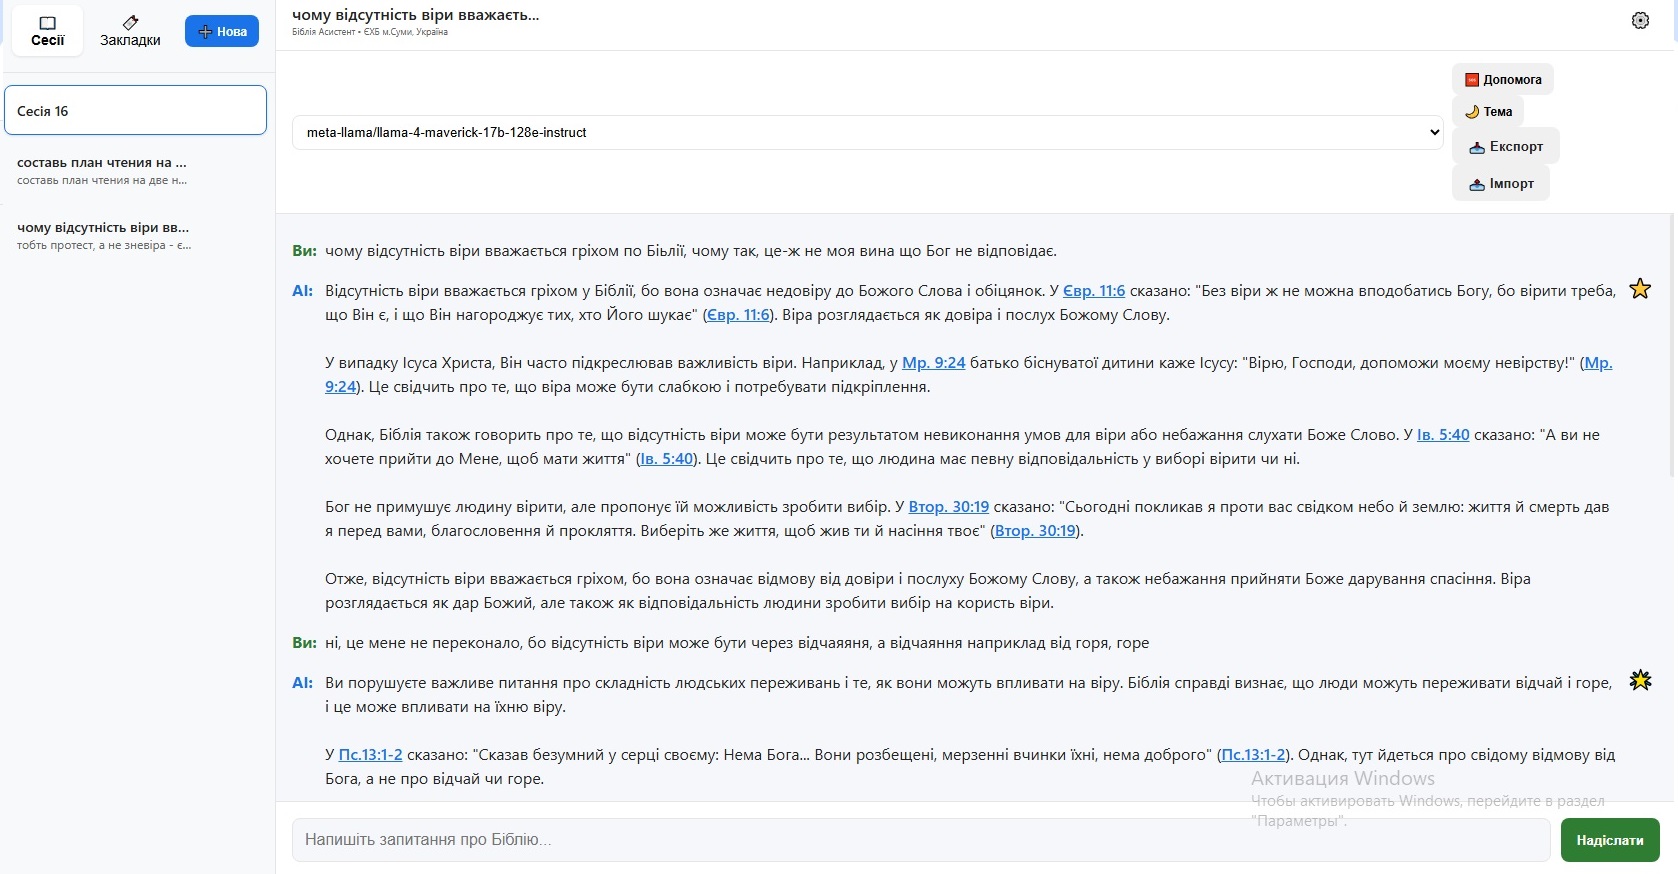 Сесії
Закладки
Нова
Сесія 16
составь план чтения на ...
составь план чтения на две н...
чому відсутність віри вв...
тобть протест, а не зневіра - є...
чому відсутність віри вважаєть...
Біблія Асистент • ЄХБ м.Суми, Україна
meta-llama/llama-4-maverick-17b-128e-instruct
Допомога
Тема
Експорт
Імпорт
Ви: чому відсутність віри вважається гріхом по Біьлії, чому так, це-ж не моя вина що Бог не відповідає.
AI: Відсутність віри вважається гріхом у Біблії, бо вона означає недовіру до Божого Слова і обіцянок. У Євр. 11:6 сказано: "Без віри ж не можна вподобатись Богу, бо вірити треба,
що Він є, і що Він нагороджує тих, хто Його шукає" (Євр. 11:6). Віра розглядається як довіра і послух Божому Слову.
У випадку Ісуса Христа, Він часто підкреслював важливість віри. Наприклад, у Мр. 9:24 батько біснуватої дитини каже Ісусу: "Вірю, Господи, допоможи моєму невірству!" (Мр.
9:24). Це свідчить про те, що віра може бути слабкою і потребувати підкріплення.
Однак, Біблія також говорить про те, що відсутність віри може бути результатом невиконання умов для віри або небажання слухати Боже Слово. У Ів. 5:40 сказано: "А ви не
хочете прийти до Мене, щоб мати життя" (Ів. 5:40). Це свідчить про те, що людина має певну відповідальність у виборі вірити чи ні.
Бог не примушує людину вірити, але пропонує їй можливість зробити вибір. У Втор. 30:19 сказано: "Сьогодні покликав я проти вас свідком небо й землю: життя й смерть дав
я перед вами, благословення й прокляття. Виберіть же життя, щоб жив ти й насіння твоє" (Втор. 30:19).
Отже, відсутність віри вважається гріхом, бо вона означає відмову від довіри і послуху Божому Слову, а також небажання прийняти Боже дарування спасіння. Віра
розглядається як дар Божий, але також як відповідальність людини зробити вибір на користь віри.
Ви: ні, це мене не переконало, бо відсутність віри може бути через відчаяяня, а відчаяння наприклад від горя, горе
AI: Ви порушуєте важливе питання про складність людських переживань і те, як вони можуть впливати на віру. Біблія справді визнає, що люди можуть переживати відчай і горе,
і це може впливати на їхню віру.
У Пс.13:1-2 сказано: "Сказав безумний у серці своєму: Нема Бога... Вони розбещені, мерзенні вчинки їхні, нема доброго" (Пс.13:1-2). Однак, тут йдеться про свідому відмову від
Бога, а не про відчай чи горе.
Активация Windows
Чтобы активировать Windows, перейдите в раздел
"Параметры".
Напишіть запитання про Біблію...
Надіслати